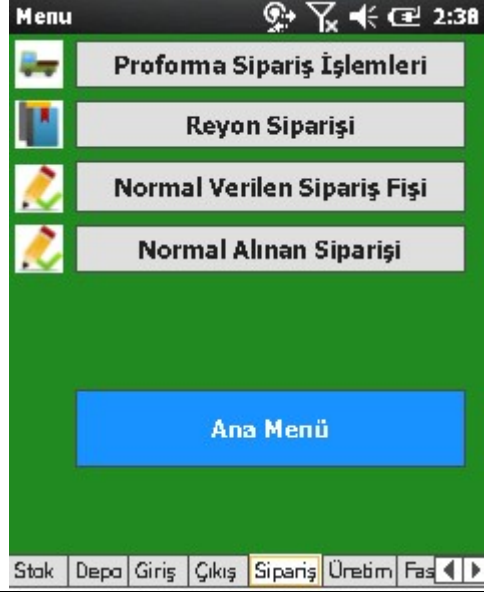 Menu 2:38
Proforma Sipariş İşlemleri
Reyon Siparişi
Normal Verilen Sipariş Fişi
Normal Alınan Siparişi
Ana Menü
Stok Depo Giriş Çıkış Sipariş Üretim Fas